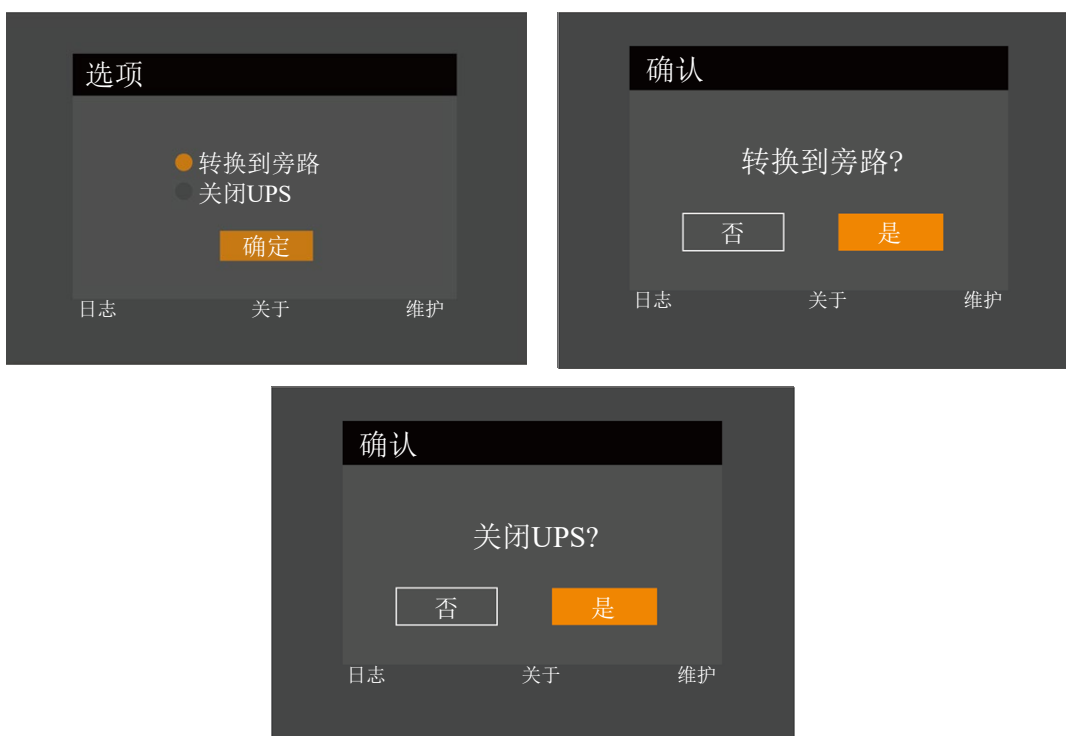 选项
转换到旁路
关闭UPS
确定
日志 关于 维护
确认
转换到旁路?
否 是
日志 关于 维护
确认
关闭UPS?
否 是
日志 关于 维护